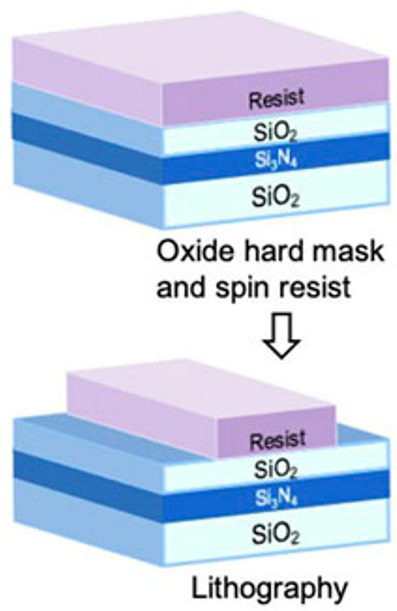 Resist
SiO₂
Si₃N₄
SiO₂
Oxide hard mask
and spin resist
Resist
SiO₂
Si₃N₄
SiO₂
Lithography